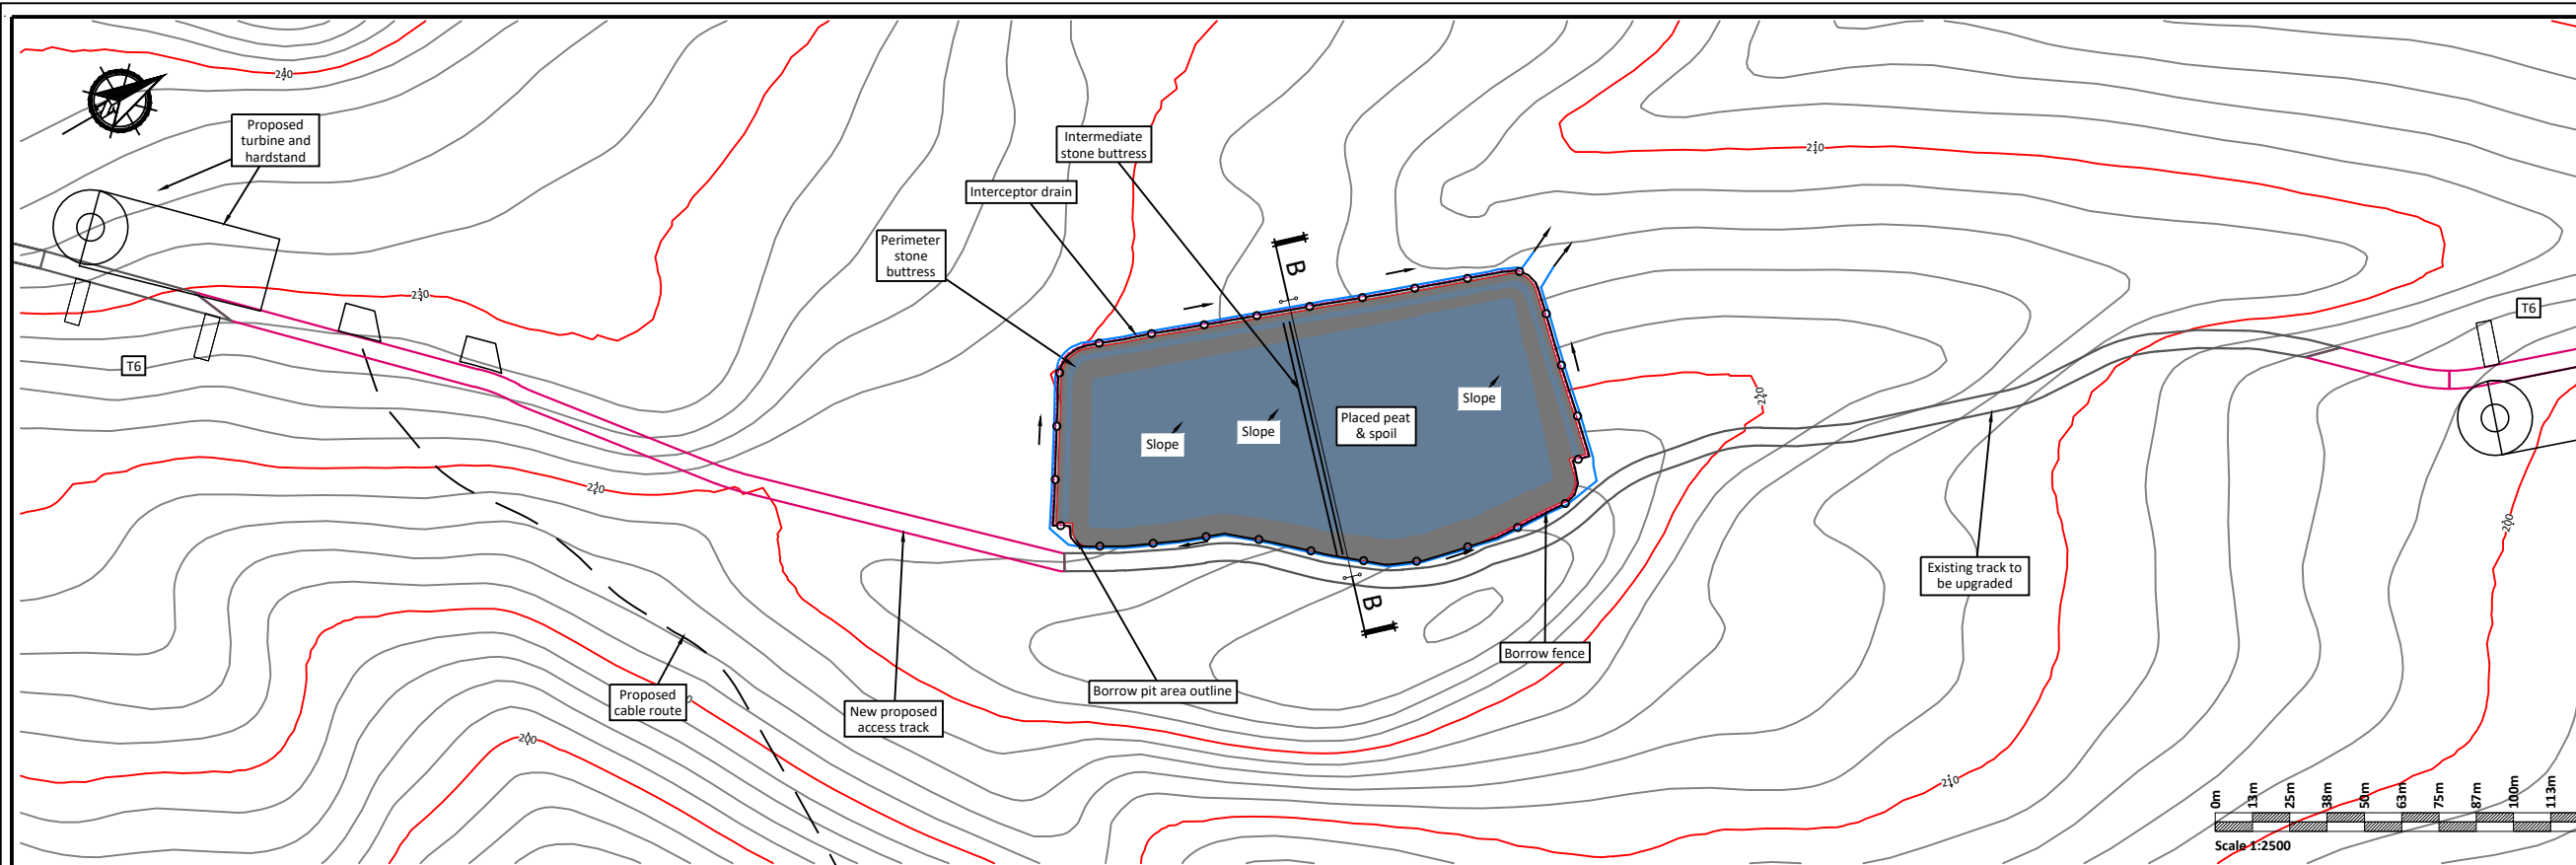 240
N
Proposed
turbine and
hardstand
Intermediate
stone buttress
210
Interceptor drain
Perimeter
stone
buttress
B
230
T6
T6
Slope
220
Placed peat
& spoil
Slope
Slope
220
200
Existing track to
be upgraded
B
Borrow fence
Borrow pit area outline
Proposed
cable route
New proposed
access track
200
210
0m
13m
25m
38m
50m
63m
75m
87m
100m
113m
Scale 1:2500